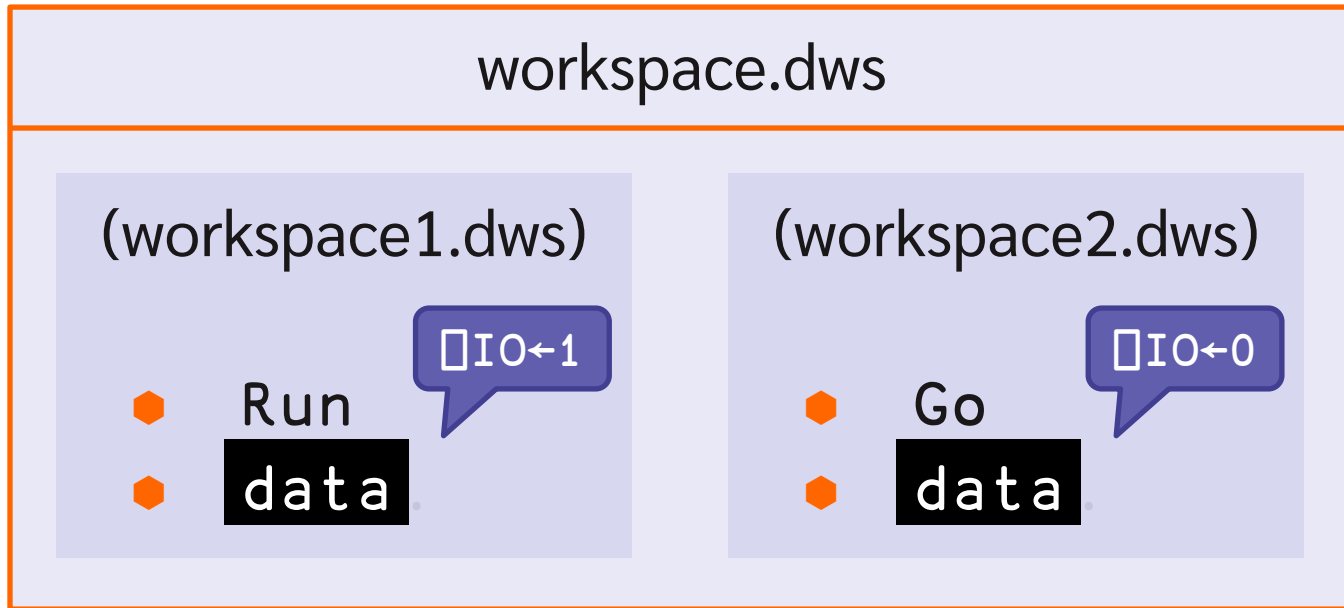 workspace.dws
(workspace1.dws)
⎕IO←1
Run
data.
(workspace2.dws)
⎕IO←0
Go
data.